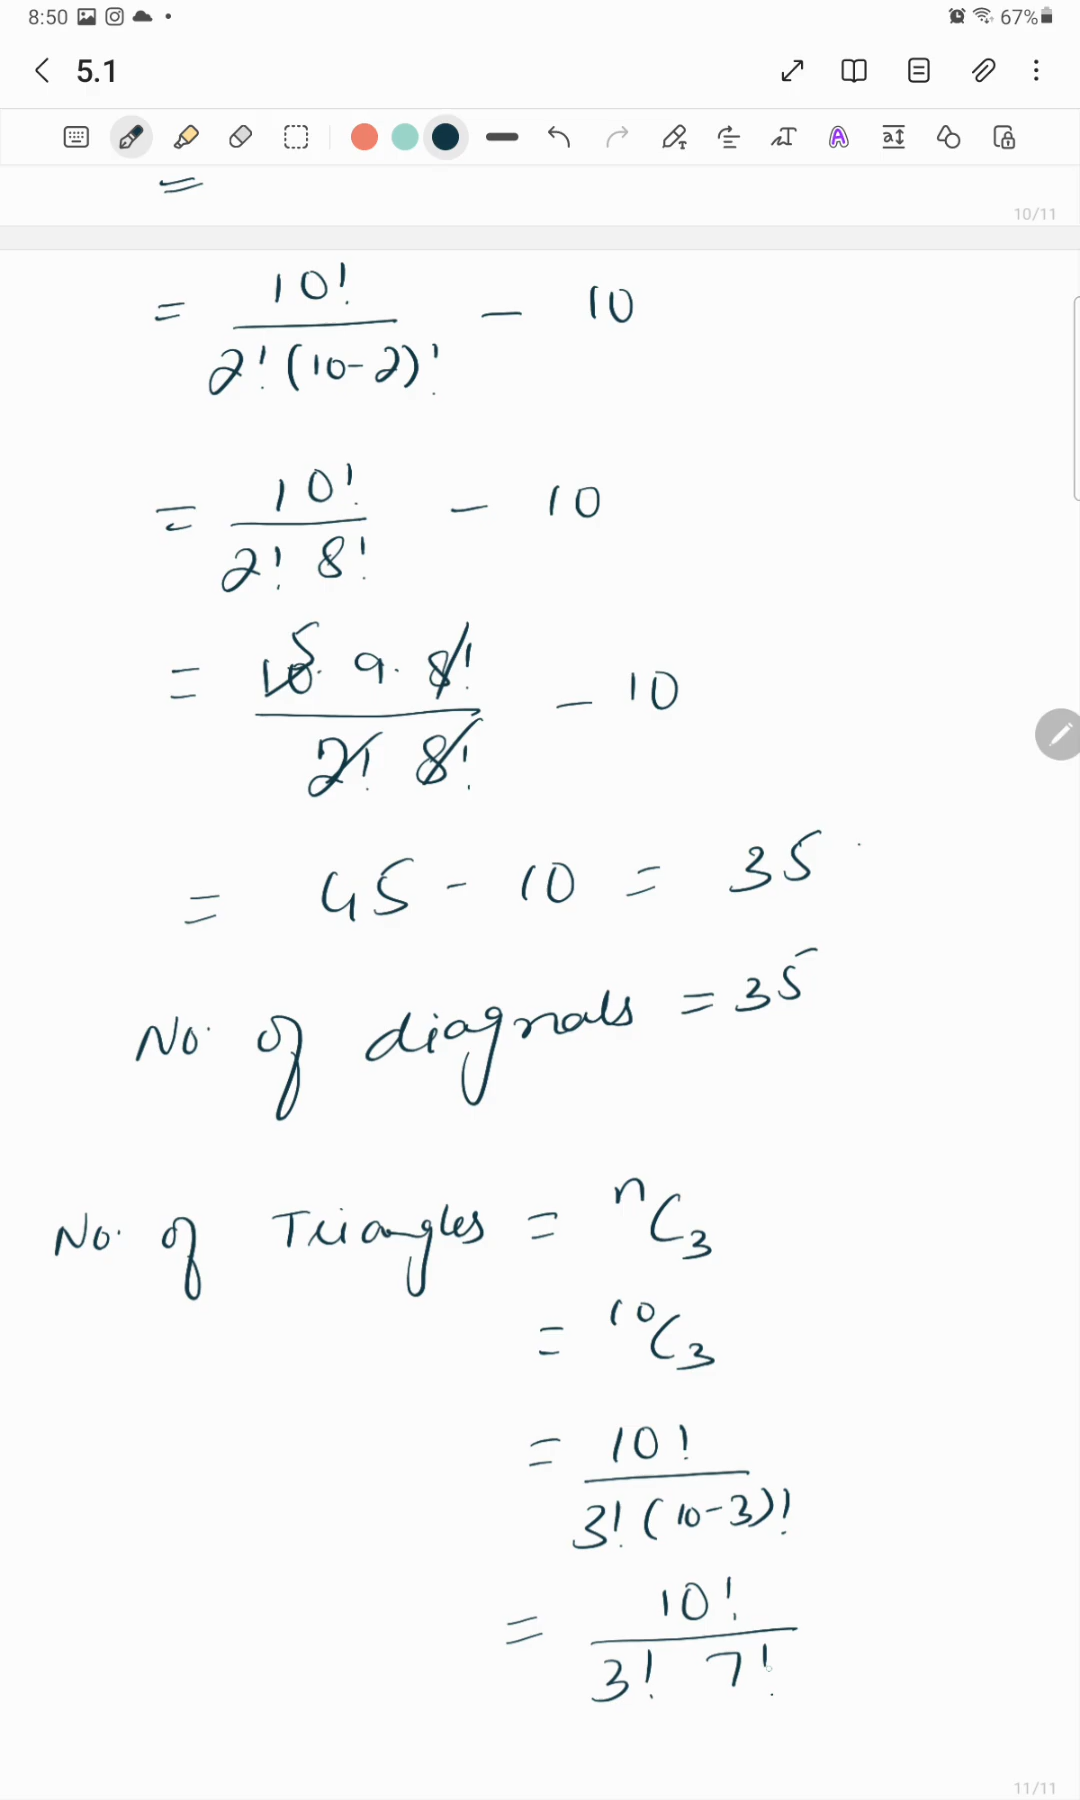 8:50 67%
5.1
=
10/11
= 10! / 2!(10-2)! - 10
= 10! / 2! 8! - 10
= 10. 5 9. 8! / 2! 8! - 10
= 45 - 10 = 35
No. of diagnals = 35
No. of Triangles = ⁿC₃
= ¹⁰C₃
= 10! / 3!(10-3)!
= 10! / 3! 7!
11/11